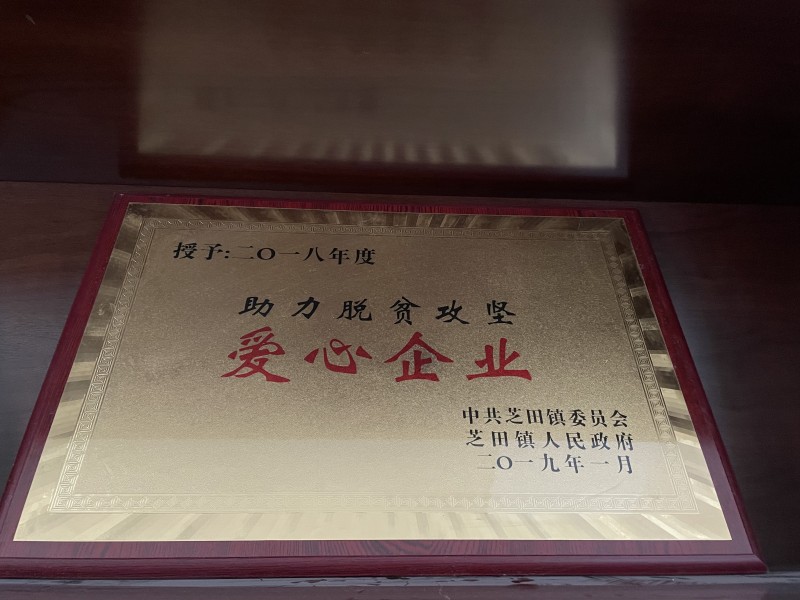 授予:二〇一八年度
助力脱贫攻坚
爱心企业
中共芝田镇委员会
芝田镇人民政府
二〇一九年一月